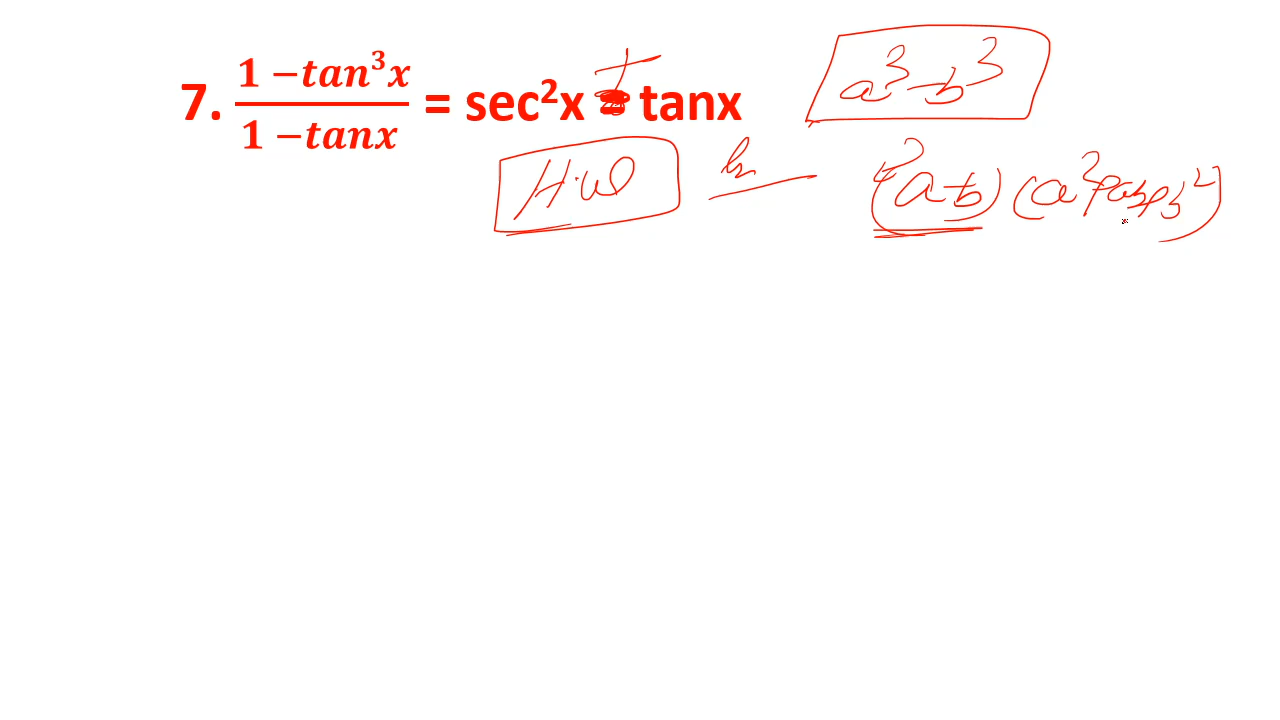 7. 1 −tan³x / 1 −tanx = sec²x + tanx
a³-b³
H.W
(a-b)(a²+ab+b²)